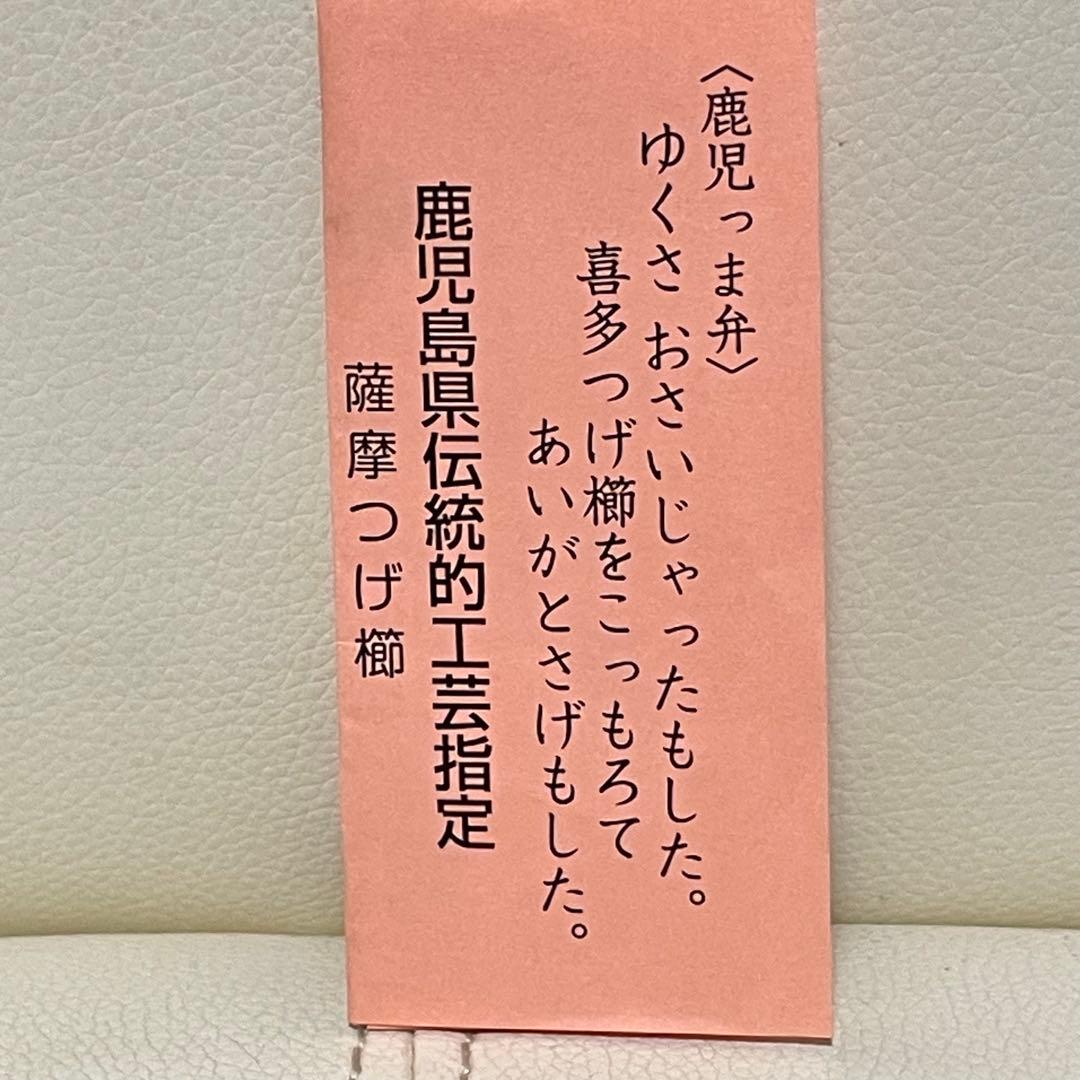 〈鹿児っま弁〉
ゆくさ おさいじゃったもした。
喜多つげ櫛をこっもろて
あいがとさげもした。
鹿児島県伝統的工芸指定
薩摩つげ櫛